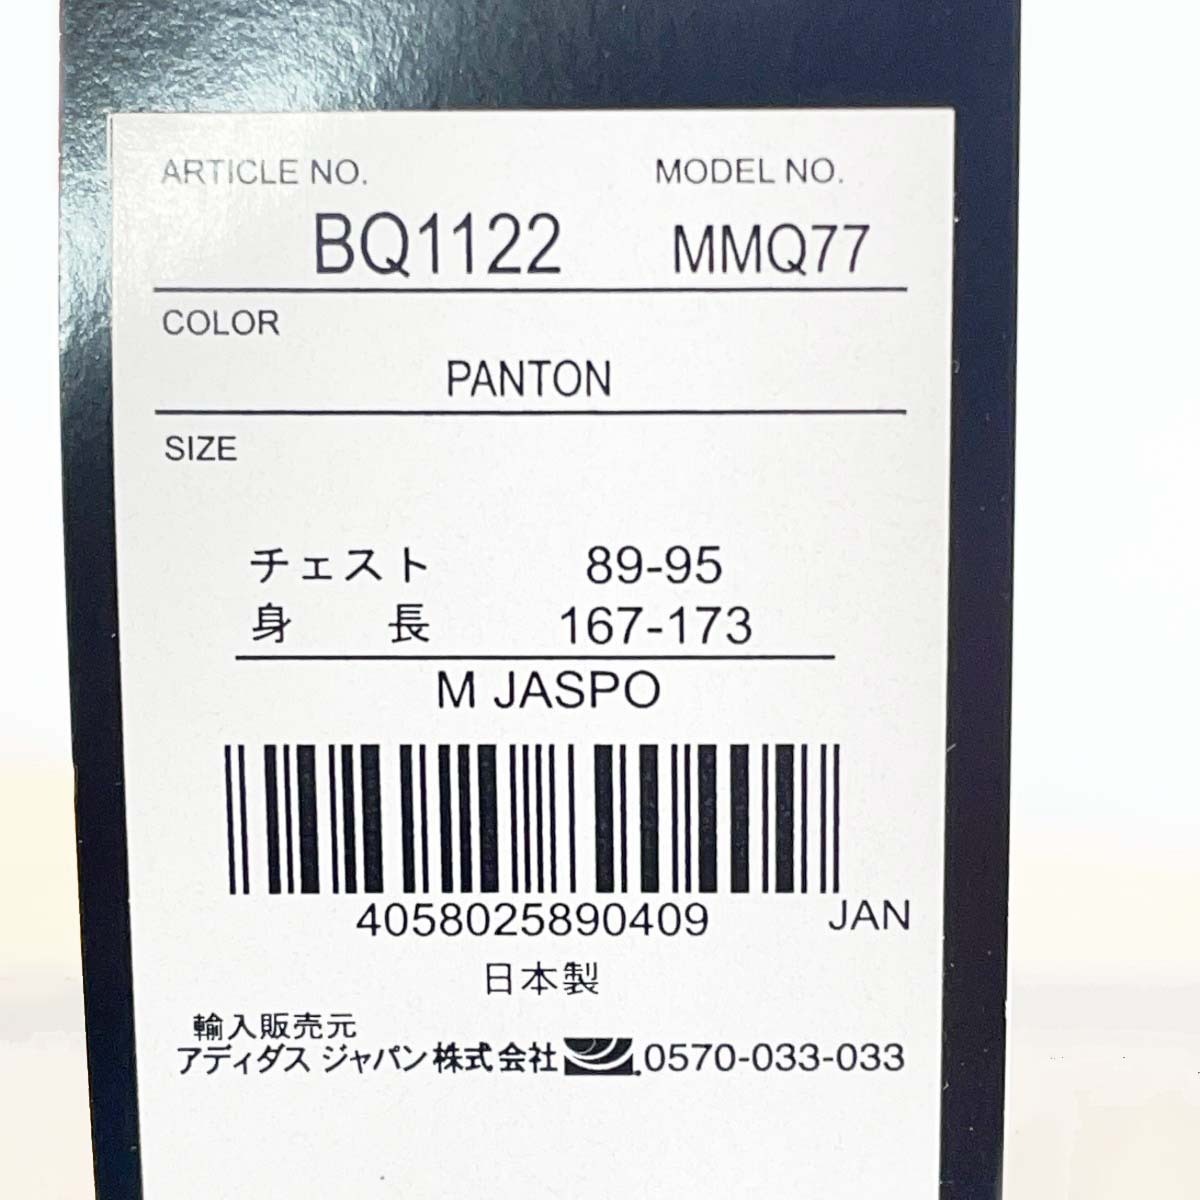 ARTICLE NO. MODEL NO.
BQ1122 MMQ77
COLOR
PANTON
SIZE
チェスト 89-95
身 長 167-173
M JASPO
4058025890409 JAN
日本製
輸入販売元
アディダス ジャパン株式会社 0570-033-033